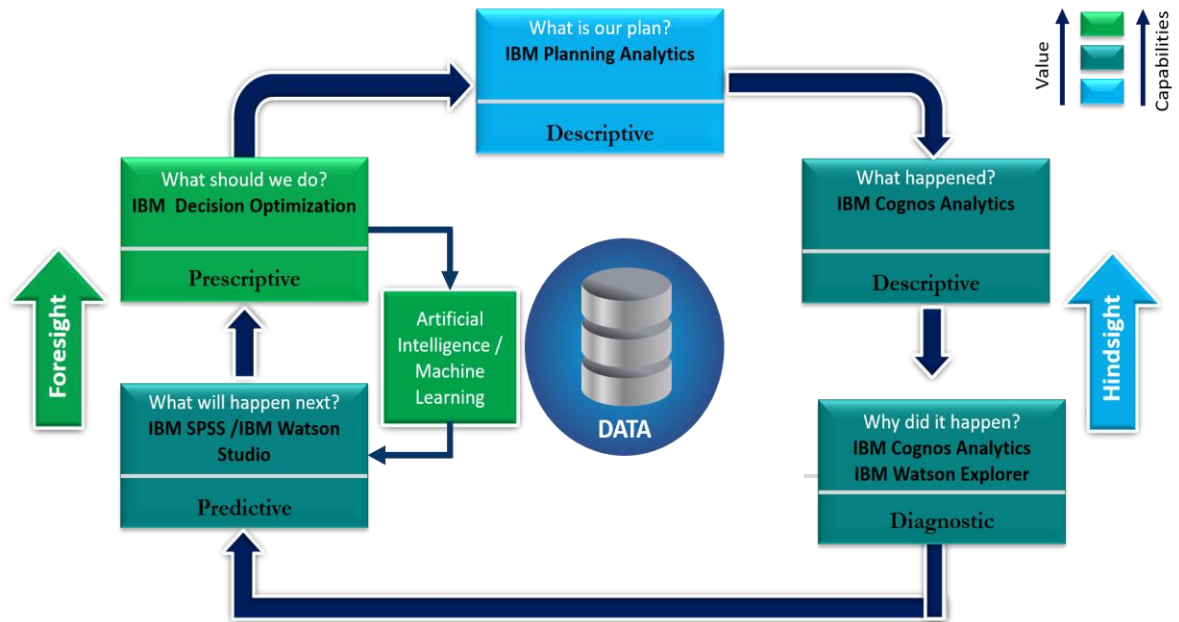 What is our plan?
IBM Planning Analytics
Descriptive
Value
Capabilities
What should we do?
IBM Decision Optimization
Prescriptive
What happened?
IBM Cognos Analytics
Descriptive
Foresight
Artificial
Intelligence /
Machine
Learning
DATA
Hindsight
What will happen next?
IBM SPSS /IBM Watson
Studio
Predictive
Why did it happen?
IBM Cognos Analytics
IBM Watson Explorer
Diagnostic